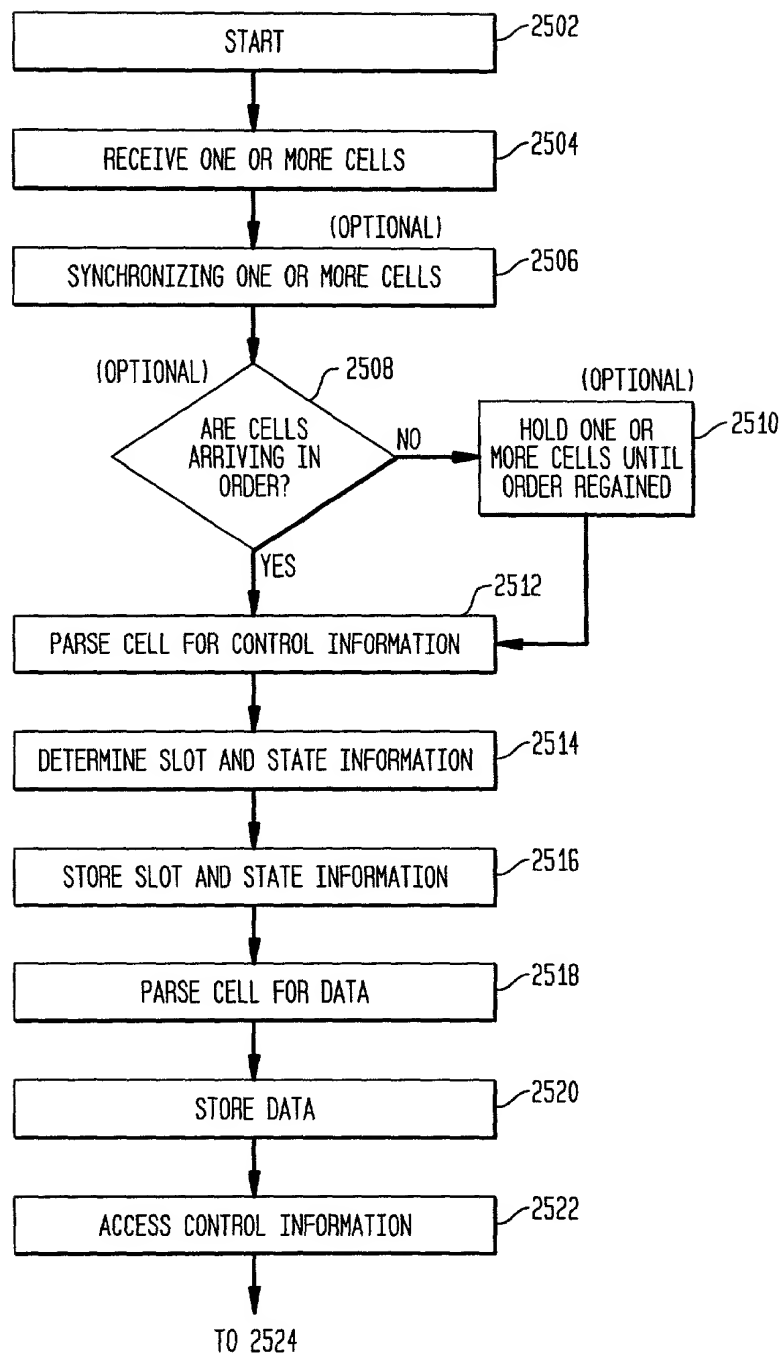 START
2502
RECEIVE ONE OR MORE CELLS
2504
(OPTIONAL)
SYNCHRONIZING ONE OR MORE CELLS
2506
(OPTIONAL)
2508
ARE CELLS
ARRIVING IN
ORDER?
NO
YES
(OPTIONAL)
HOLD ONE OR
MORE CELLS UNTIL
ORDER REGAINED
2510
2512
PARSE CELL FOR CONTROL INFORMATION
DETERMINE SLOT AND STATE INFORMATION
2514
STORE SLOT AND STATE INFORMATION
2516
PARSE CELL FOR DATA
2518
STORE DATA
2520
ACCESS CONTROL INFORMATION
2522
TO 2524